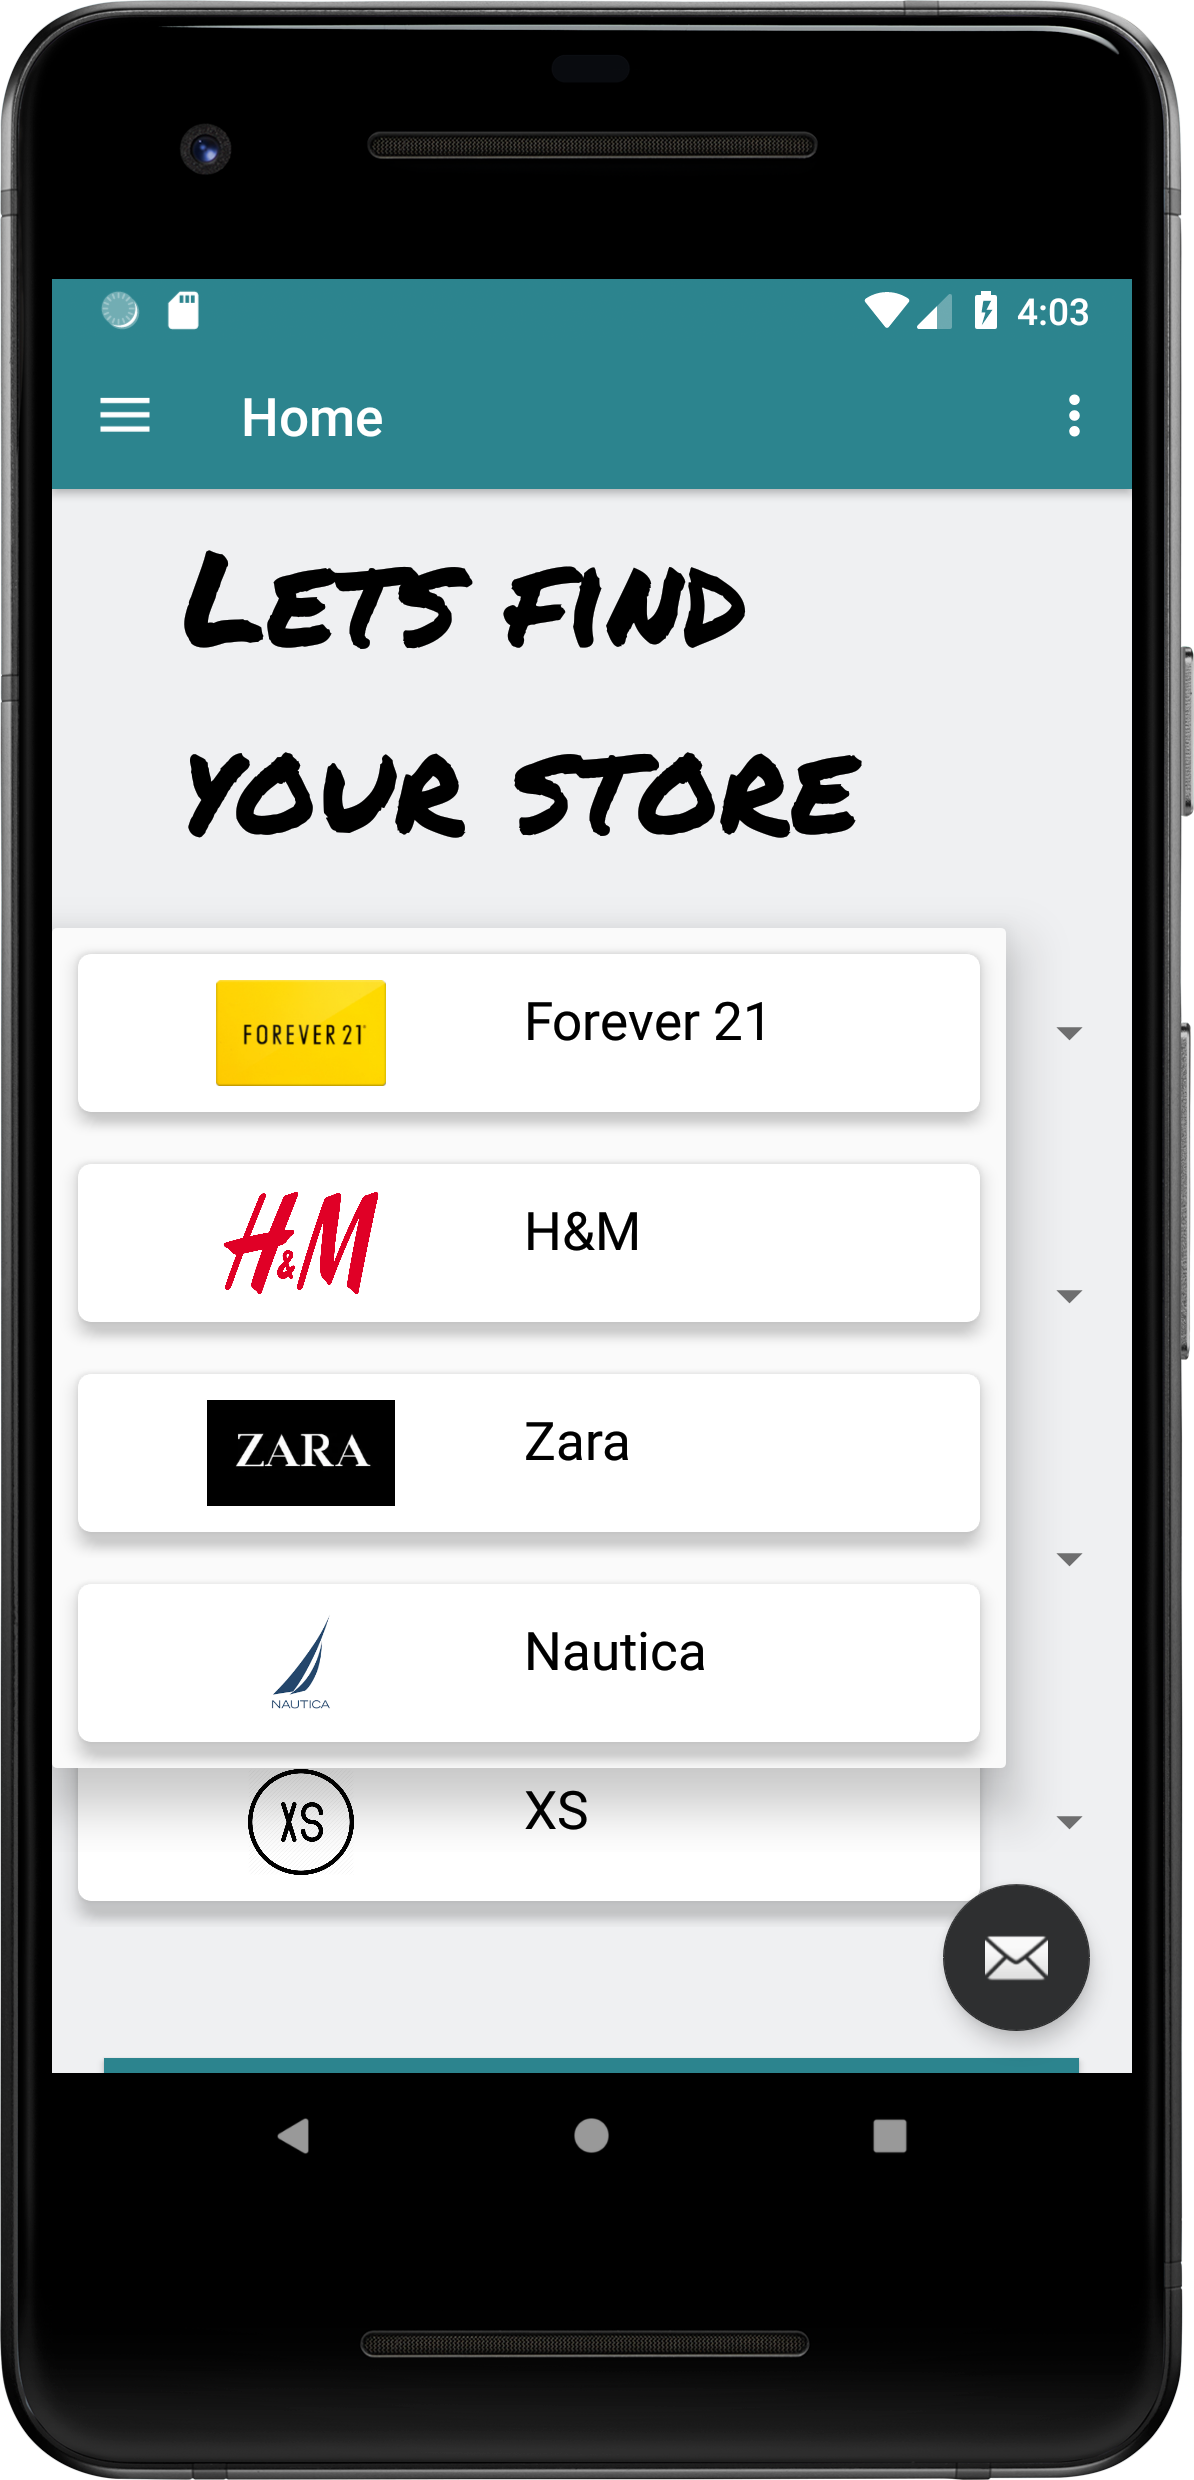 4:03
Home
LETS FIND
YOUR STORE
FOREVER 21
Forever 21
H&M
H&M
ZARA
Zara
NAUTICA
Nautica
XS
XS